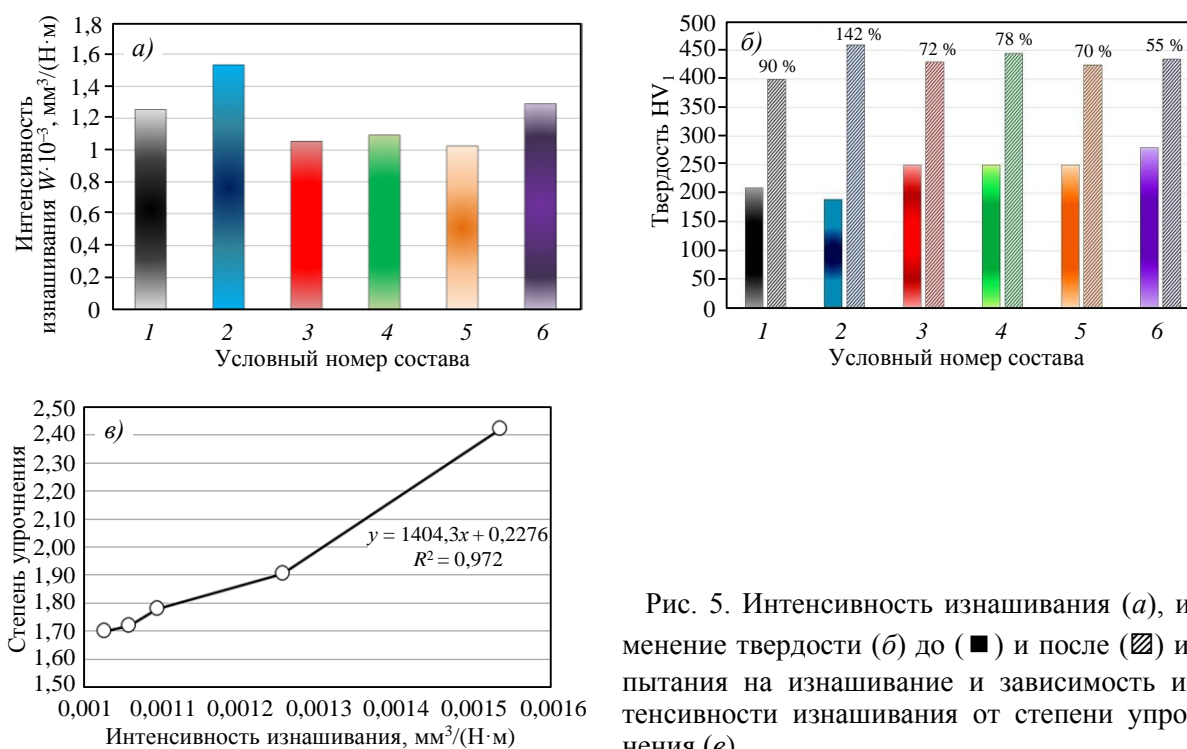 Интенсивность
изнашивания W·10⁻³, мм³/(Н·м)
1,8
1,6
1,4
1,2
1
0,8
0,6
0,4
0,2
0
а)
1 2 3 4 5 6
Условный номер состава
Твердость HV₁
500
450
400
350
300
250
200
150
100
50
0
б)
90 % 142 % 72 % 78 % 70 % 55 %
1 2 3 4 5 6
Условный номер состава
Степень упрочнения
2,50
2,40
2,30
2,20
2,10
2,00
1,90
1,80
1,70
1,60
1,50
в)
y = 1404,3x + 0,2276
R² = 0,972
0,001 0,0011 0,0012 0,0013 0,0014 0,0015 0,0016
Интенсивность изнашивания, мм³/(Н·м)
Рис. 5. Интенсивность изнашивания (а), и
менение твердости (б) до (■) и после (▨) и
пытания на изнашивание и зависимость и
тенсивности изнашивания от степени упро
нения (в)